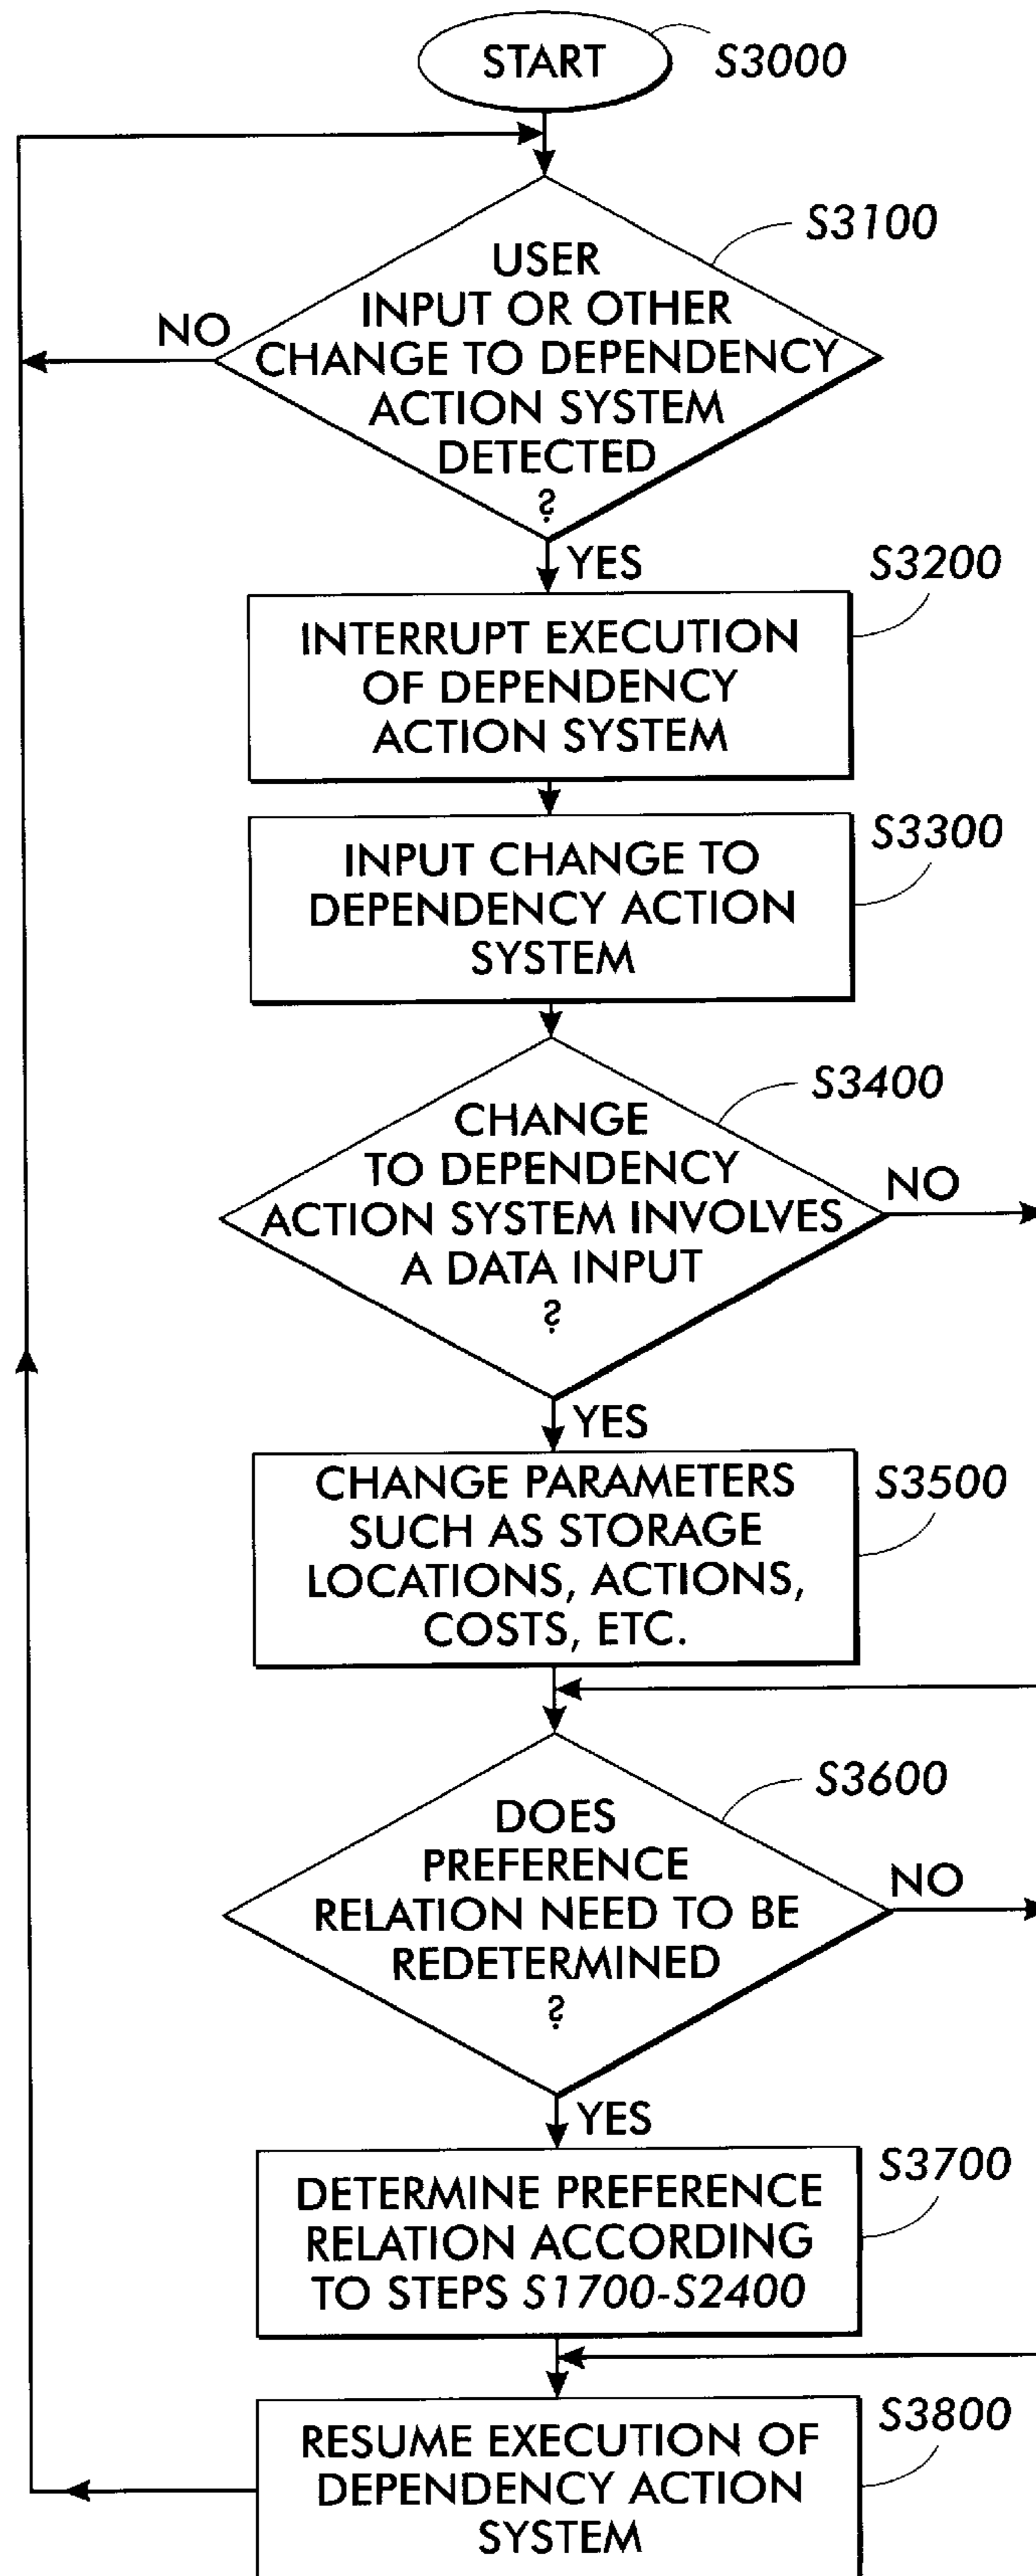 START
S3000
S3100
USER
INPUT OR OTHER
CHANGE TO DEPENDENCY
ACTION SYSTEM
DETECTED
?
NO
YES
S3200
INTERRUPT EXECUTION
OF DEPENDENCY
ACTION SYSTEM
S3300
INPUT CHANGE TO
DEPENDENCY ACTION
SYSTEM
S3400
CHANGE
TO DEPENDENCY
ACTION SYSTEM INVOLVES
A DATA INPUT
?
NO
YES
S3500
CHANGE PARAMETERS
SUCH AS STORAGE
LOCATIONS, ACTIONS,
COSTS, ETC.
S3600
DOES
PREFERENCE
RELATION NEED TO BE
REDETERMINED
?
NO
YES
S3700
DETERMINE PREFERENCE
RELATION ACCORDING
TO STEPS S1700-S2400
S3800
RESUME EXECUTION OF
DEPENDENCY ACTION
SYSTEM